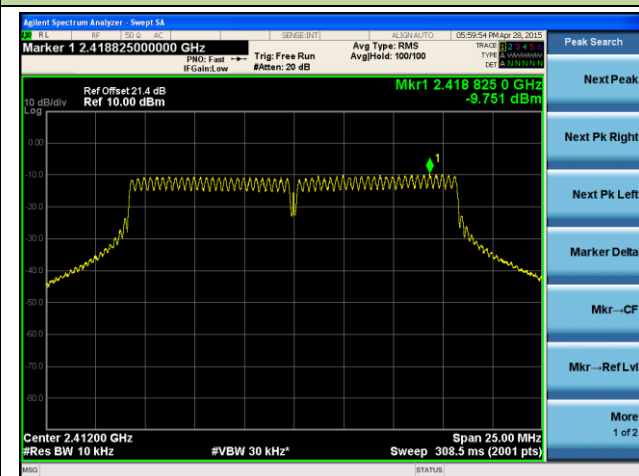 Agilent Spectrum Analyzer - Swept SA
RL RF 50 Ω AC SENSE:INT ALIGN AUTO 05:59:54 PM Apr 28, 2015
Marker 1 2.418825000000 GHz
PNO: Fast
IFGain:Low
Trig: Free Run
#Atten: 20 dB
Avg Type: RMS
Avg|Hold: 100/100
TRACE 1 2 3 4 5 6
TYPE A WWWWW
DET A N N N N N
Peak Search
Mkr1 2.418 825 0 GHz
-9.751 dBm
Ref Offset 21.4 dB
10 dB/div Ref 10.00 dBm
Log
0.00
-10.0
-20.0
-30.0
-40.0
-50.0
-60.0
-70.0
-80.0
1
Next Peak
Next Pk Right
Next Pk Left
Marker Delta
Mkr→CF
Mkr→Ref Lvl
More
1 of 2
Center 2.41200 GHz Span 25.00 MHz
#Res BW 10 kHz #VBW 30 kHz* Sweep 308.5 ms (2001 pts)
MSG STATUS